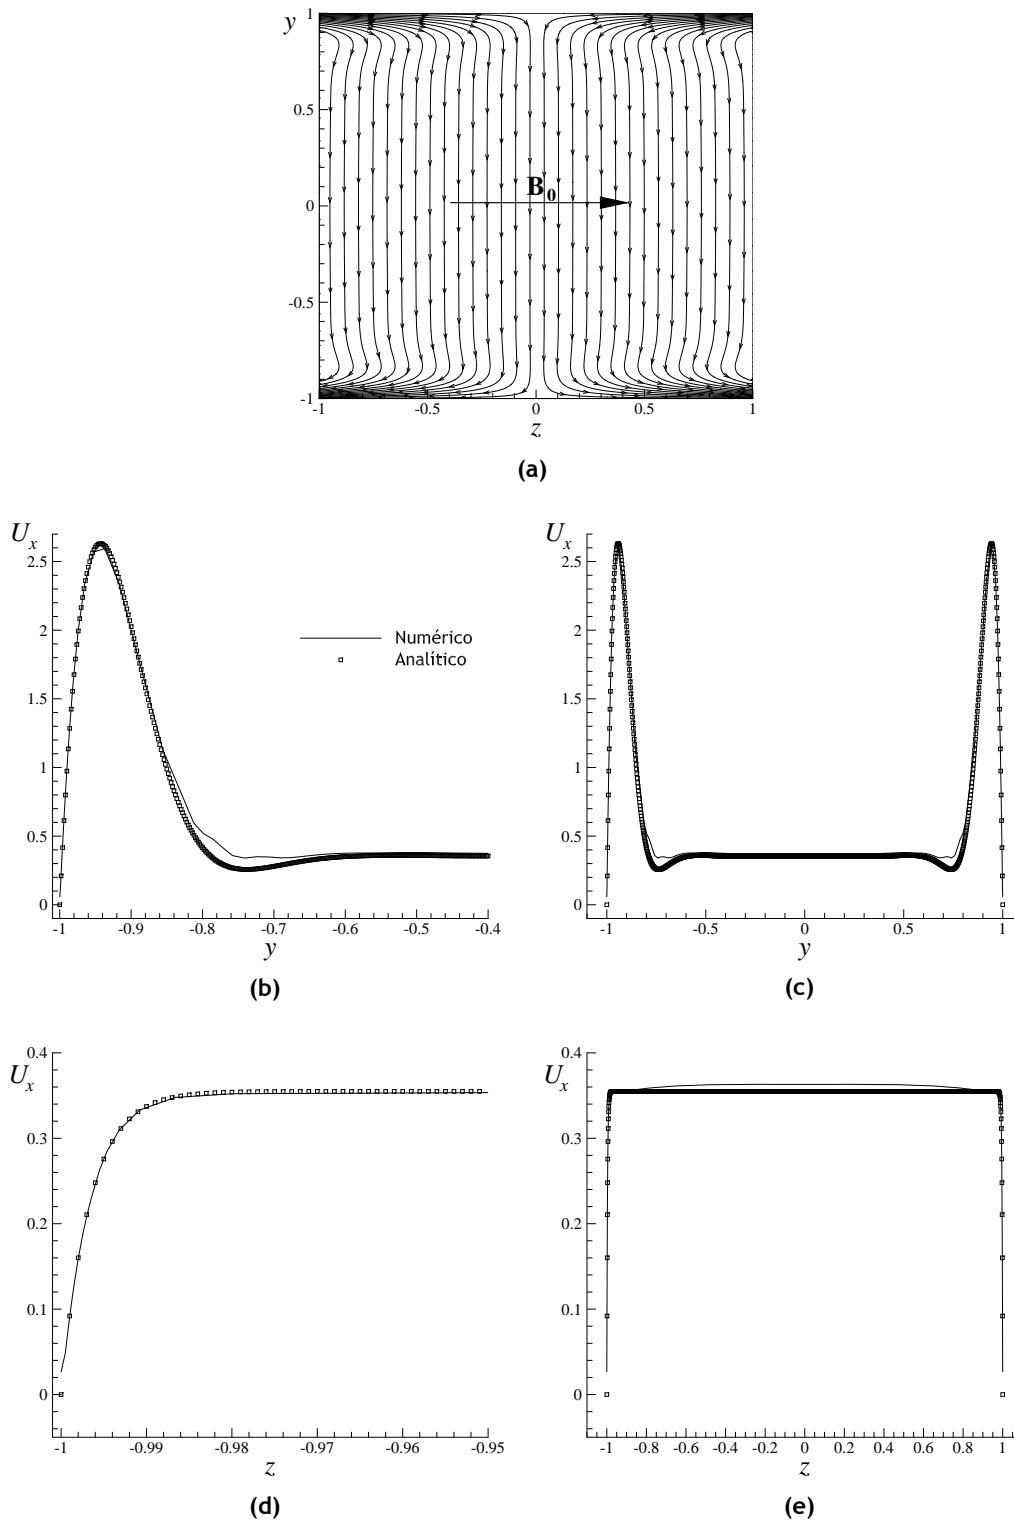 y
1
0.5
0
-0.5
-1
B0
-1 -0.5 0 0.5 1
z
(a)
Ux
2.5
2
1.5
1
0.5
0
Numérico
Analítico
-1 -0.9 -0.8 -0.7 -0.6 -0.5 -0.4
y
(b)
Ux
2.5
2
1.5
1
0.5
0
-1 -0.5 0 0.5 1
y
(c)
Ux
0.4
0.3
0.2
0.1
0
-1 -0.99 -0.98 -0.97 -0.96 -0.95
z
(d)
Ux
0.4
0.3
0.2
0.1
0
-1 -0.8 -0.6 -0.4 -0.2 0 0.2 0.4 0.6 0.8 1
z
(e)